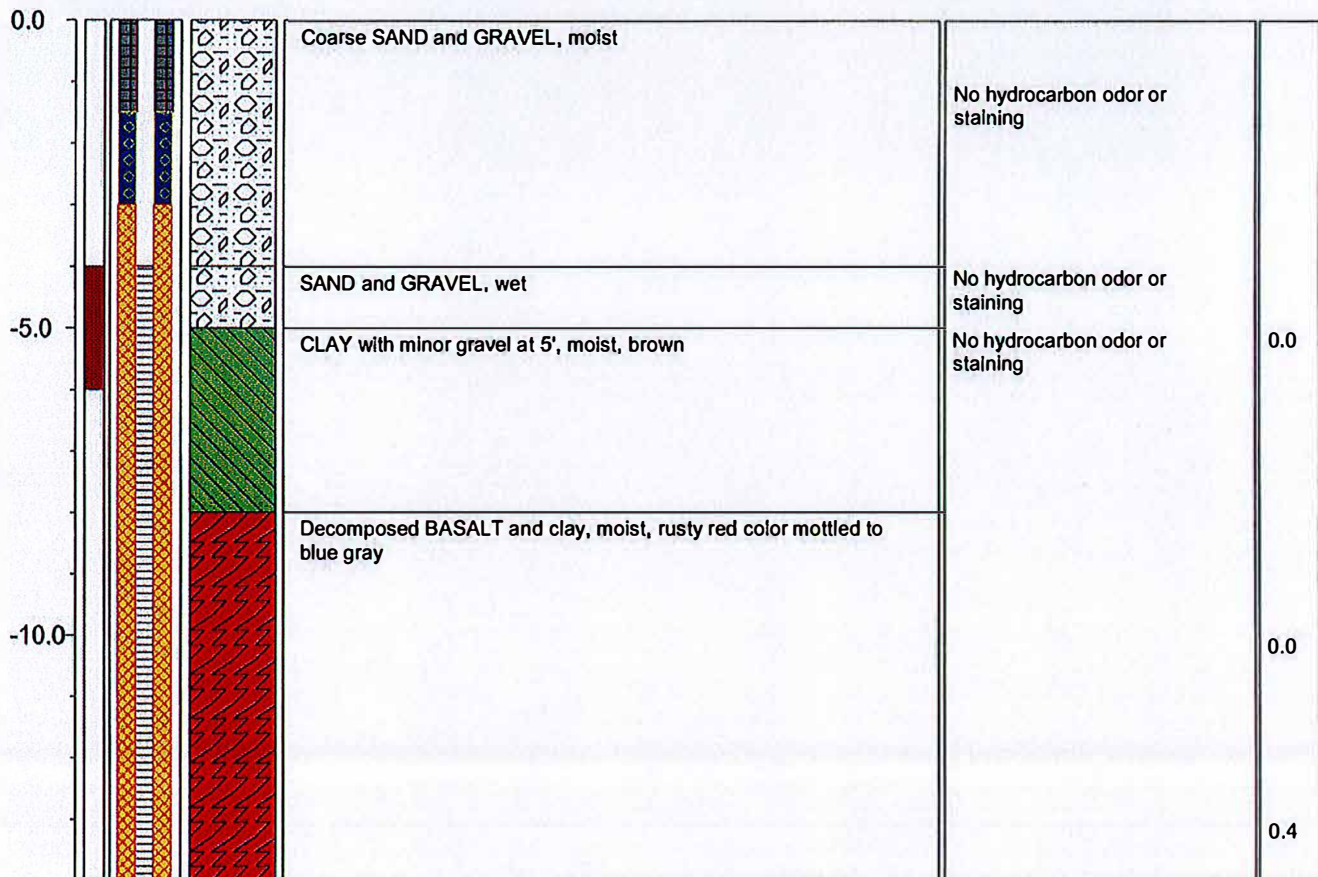 0.0
Coarse SAND and GRAVEL, moist
No hydrocarbon odor or
staining
SAND and GRAVEL, wet
No hydrocarbon odor or
staining
-5.0
CLAY with minor gravel at 5', moist, brown
No hydrocarbon odor or
staining
0.0
Decomposed BASALT and clay, moist, rusty red color mottled to
blue gray
-10.0
0.0
0.4